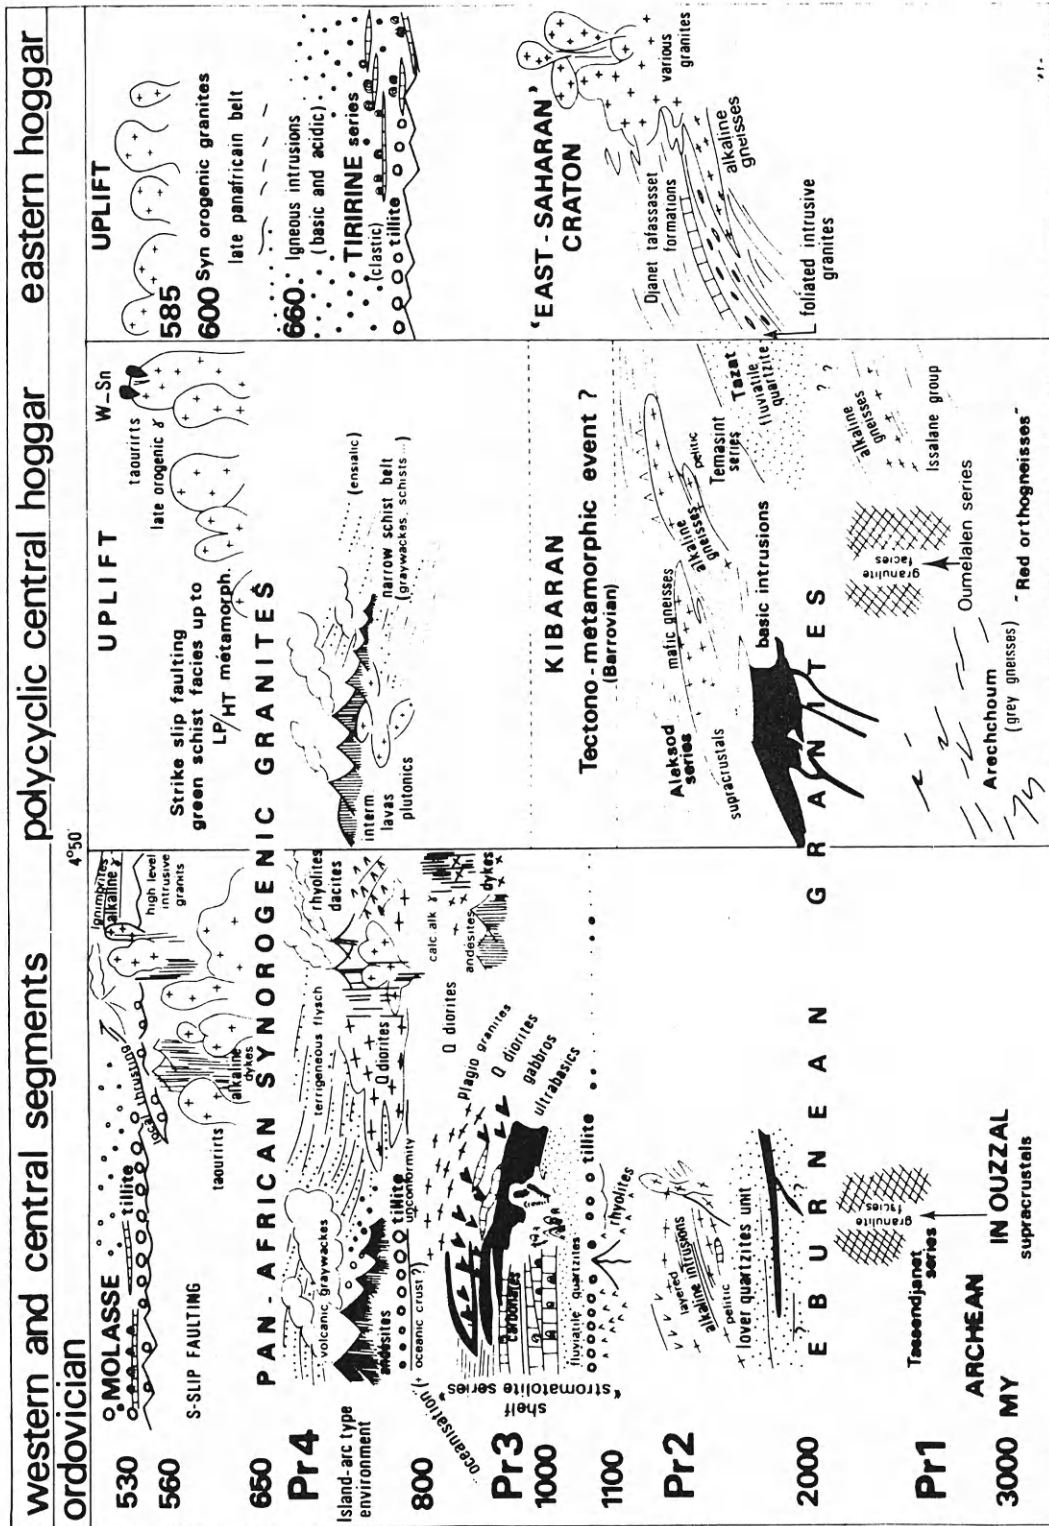 western and central segments
polycyclic central hoggar
eastern hoggar
4°50'
ordovician
530
MOLASSE
tillite
local thrusting
ignimbrites
alkaline ɣ
high level
intrusive
granits
560
S-SLIP FAULTING
taourirts
alkaline
dykes
UPLIFT
W-Sn
taourirts
late orogenic ɣ
Strike slip faulting
green schist facies up to
LP/HT métamorph.
UPLIFT
585
600 Syn orogenic granites
late panafricain belt
660. Igneous intrusions
(basic and acidic)
TIRIRINE series
(clastic)
tillite
650
PAN-AFRICAN SYNOROGENIC GRANITES
Pr4
Island-arc type
environment
volcanic graywackes
andesites
terrigeneous flysch
Q diorites
rhyolites
dacites
tillite
unconformity
interm
lavas
plutonics
(ensialic)
narrow schist belt
(graywackes, schists...)
800
"oceanisation" (+ oceanic crust?)
Q diorites
calc alk ɣ
andésites
dykes
Plagio granites
Q diorites
gabbros
ultrabasics
Pr3
1000
shelf
"stromatolite series"
carbonates
fluviatile quartzites
tillite
rhyolites
1100
KIBARAN
Tectono-metamorphic event ?
(Barrovian)
'EAST-SAHARAN'
CRATON
Pr2
layered
alkaline intrusions
pelitic
lover quartzites unit
Aleksod
series
mafic gneisses
supracrustals
alkaline
gneisses
pelitic
Temasint
series
Tazat
fluviatile
quartzite
basic intrusions
Djanet tafassasset
formations
various
granites
alkaline
gneisses
foliated intrusive
granites
2000
EBURNEAN GRANITES
Pr1
Tassendjanet
series
granulite
facies
ARCHEAN
IN OUZZAL
supracrustals
3000 MY
granulite
facies
Oumelalen series
Arechchoum
(grey gneisses)
"Red orthogneisses"
alkaline
gneisses
Issalane group